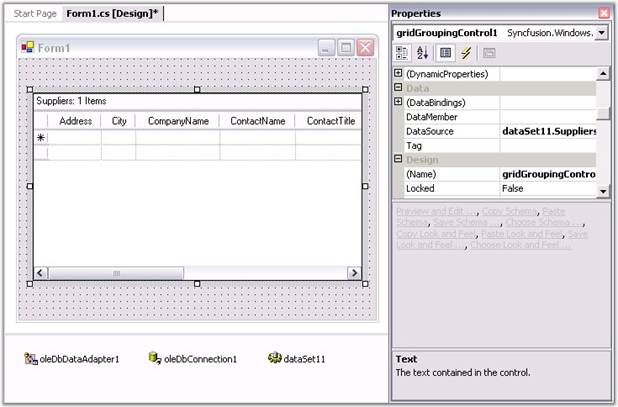 Start Page Form1.cs [Design]*
Form1
Suppliers: 1 Items
Address City CompanyName ContactName ContactTitle
oleDbDataAdapter1 oleDbConnection1 dataSet11
Properties
gridGroupingControl1 Syncfusion.Windows.
(DynamicProperties)
Data
(DataBindings)
DataMember
DataSource dataSet11.Suppliers
Tag
Design
(Name) gridGroupingContro
Locked False
Preview and Edit ..., Copy Schema, Paste
Schema, Save Schema ..., Choose Schema ...,
Copy Look and Feel, Paste Look and Feel, Save
Look and Feel ..., Choose Look and Feel ...
Text
The text contained in the control.